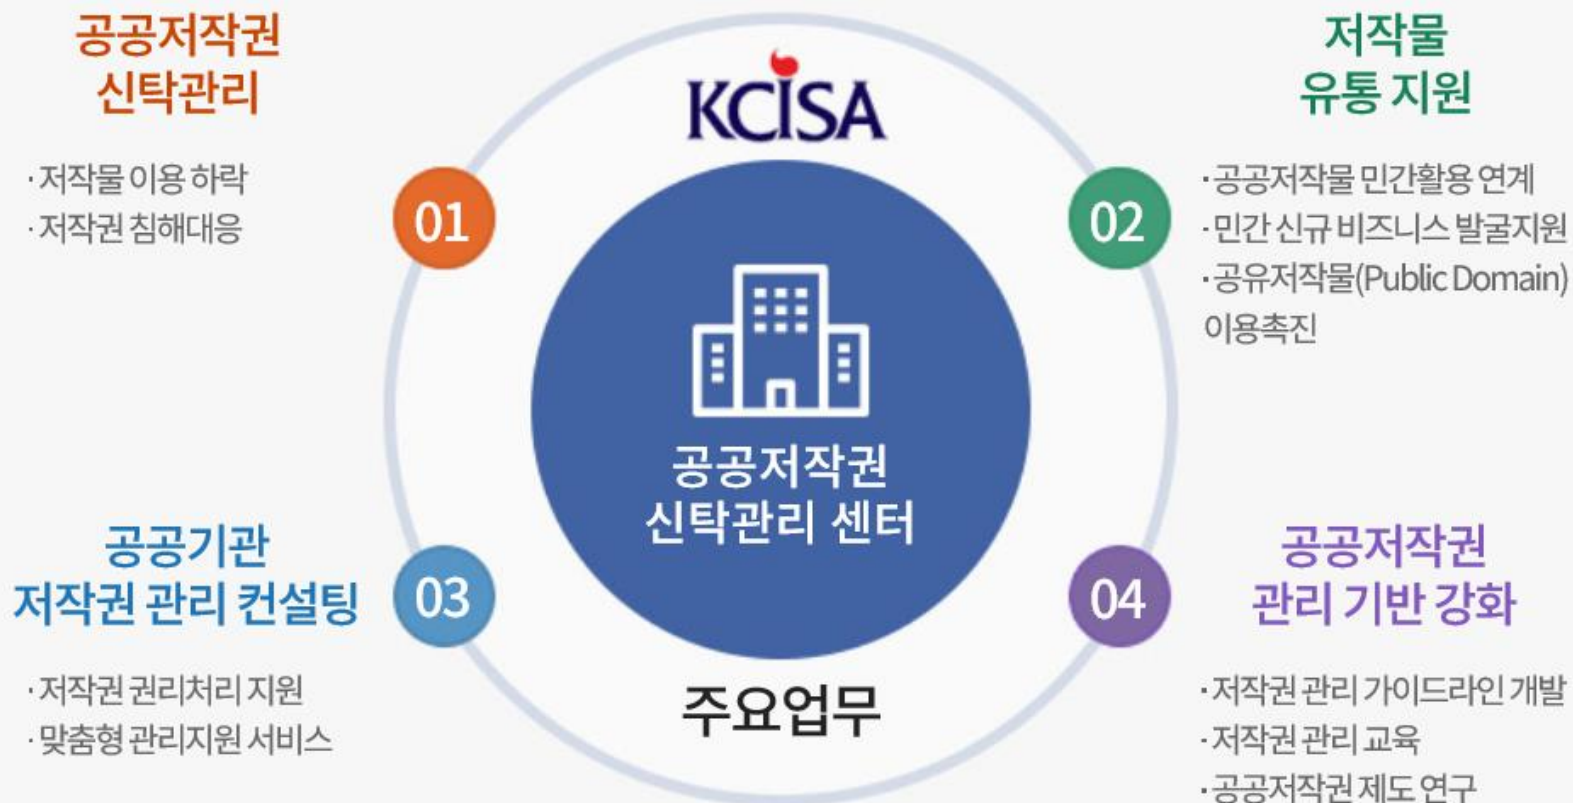 공공저작권
신탁관리
· 저작물 이용 하락
· 저작권 침해대응
01
KCISA
저작물
유통 지원
· 공공저작물 민간활용 연계
· 민간 신규 비즈니스 발굴지원
· 공유저작물(Public Domain)
이용촉진
02
공공저작권
신탁관리 센터
주요업무
공공기관
저작권 관리 컨설팅
· 저작권 권리처리 지원
· 맞춤형 관리지원 서비스
03
공공저작권
관리 기반 강화
· 저작권 관리 가이드라인 개발
· 저작권 관리 교육
· 공공저작권 제도 연구
04